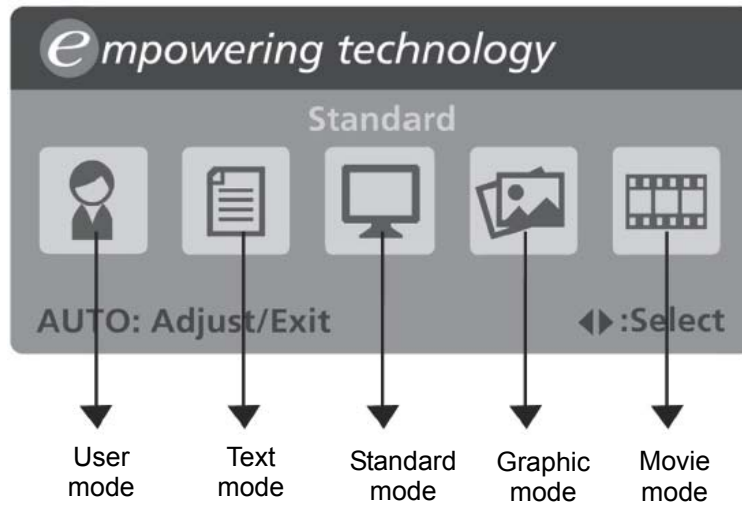 empowering technology
Standard
AUTO: Adjust/Exit
◀▶:Select
User mode
Text mode
Standard mode
Graphic mode
Movie mode